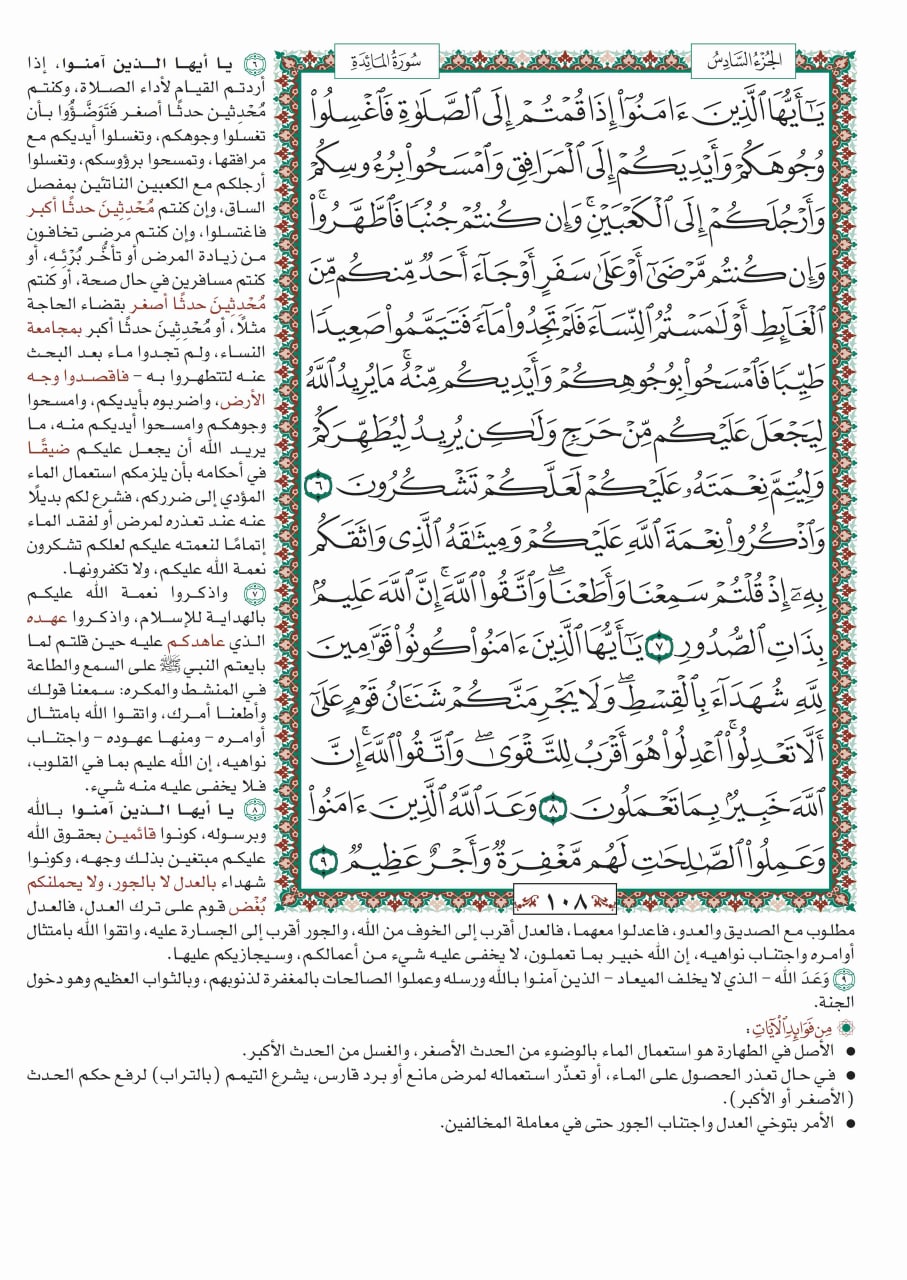 الجُزْءُ السَّادِسُ
سُورَةُ المَائِدَةِ
يَٰٓأَيُّهَا ٱلَّذِينَ ءَامَنُوٓاْ إِذَا قُمۡتُمۡ إِلَى ٱلصَّلَوٰةِ فَٱغۡسِلُواْ
وُجُوهَكُمۡ وَأَيۡدِيَكُمۡ إِلَى ٱلۡمَرَافِقِ وَٱمۡسَحُواْ بِرُءُوسِكُمۡ
وَأَرۡجُلَكُمۡ إِلَى ٱلۡكَعۡبَيۡنِۚ وَإِن كُنتُمۡ جُنُبٗا فَٱطَّهَّرُواْۚ
وَإِن كُنتُم مَّرۡضَىٰٓ أَوۡ عَلَىٰ سَفَرٍ أَوۡ جَآءَ أَحَدٞ مِّنكُم مِّنَ
ٱلۡغَآئِطِ أَوۡ لَٰمَسۡتُمُ ٱلنِّسَآءَ فَلَمۡ تَجِدُواْ مَآءٗ فَتَيَمَّمُواْ صَعِيدٗا
طَيِّبٗا فَٱمۡسَحُواْ بِوُجُوهِكُمۡ وَأَيۡدِيكُم مِّنۡهُۚ مَا يُرِيدُ ٱللَّهُ
لِيَجۡعَلَ عَلَيۡكُم مِّنۡ حَرَجٖ وَلَٰكِن يُرِيدُ لِيُطَهِّرَكُمۡ
وَلِيُتِمَّ نِعۡمَتَهُۥ عَلَيۡكُمۡ لَعَلَّكُمۡ تَشۡكُرُونَ ٦
وَٱذۡكُرُواْ نِعۡمَةَ ٱللَّهِ عَلَيۡكُمۡ وَمِيثَٰقَهُ ٱلَّذِي وَاثَقَكُم
بِهِۦٓ إِذۡ قُلۡتُمۡ سَمِعۡنَا وَأَطَعۡنَاۖ وَٱتَّقُواْ ٱللَّهَۚ إِنَّ ٱللَّهَ عَلِيمُۢ
بِذَاتِ ٱلصُّدُورِ ٧ يَٰٓأَيُّهَا ٱلَّذِينَ ءَامَنُواْ كُونُواْ قَوَّٰمِينَ
لِلَّهِ شُهَدَآءَ بِٱلۡقِسۡطِۖ وَلَا يَجۡرِمَنَّكُمۡ شَنَـَٔانُ قَوۡمٍ عَلَىٰٓ
أَلَّا تَعۡدِلُواْۚ ٱعۡدِلُواْ هُوَ أَقۡرَبُ لِلتَّقۡوَىٰۖ وَٱتَّقُواْ ٱللَّهَۚ إِنَّ
ٱللَّهَ خَبِيرُۢ بِمَا تَعۡمَلُونَ ٨ وَعَدَ ٱللَّهُ ٱلَّذِينَ ءَامَنُواْ
وَعَمِلُواْ ٱلصَّٰلِحَٰتِ لَهُم مَّغۡفِرَةٞ وَأَجۡرٌ عَظِيمٞ ٩
١٠٨
٦ يا أيها الذين آمنوا، إذا
أردتم القيام لأداء الصلاة، وكنتم
مُحْدِثين حدثًا أصغر فَتَوَضَّؤُوا بأن
تغسلوا وجوهكم، وتغسلوا أيديكم مع
مرافقها، وتمسحوا برؤوسكم، وتغسلوا
أرجلكم مع الكعبين الناتئين بمفصل
الساق، وإن كنتم مُحْدِثِينَ حدثًا أكبر
فاغتسلوا، وإن كنتم مرضى تخافون
من زيادة المرض أو تأخُّر بُرْئِه، أو
كنتم مسافرين في حال صحة، أو كنتم
مُحْدِثِينَ حدثًا أصغر بقضاء الحاجة
مثلًا، أو مُحْدِثِينَ حدثًا أكبر بمجامعة
النساء، ولم تجدوا ماء بعد البحث
عنه لتتطهروا به – فاقصدوا وجه
الأرض، واضربوه بأيديكم، وامسحوا
وجوهكم وامسحوا أيديكم منه، ما
يريد الله أن يجعل عليكم ضيقًا
في أحكامه بأن يلزمكم استعمال الماء
المؤدي إلى ضرركم، فشرع لكم بديلًا
عنه عند تعذره لمرض أو لفقد الماء
إتمامًا لنعمته عليكم لعلكم تشكرون
نعمة الله عليكم، ولا تكفرونها.
٧ واذكروا نعمة الله عليكم
بالهداية للإسلام، واذكروا عهده
الذي عاهدكم عليه حين قلتم لما
بايعتم النبي ﷺ على السمع والطاعة
في المنشط والمكره: سمعنا قولك
وأطعنا أمرك، واتقوا الله بامتثال
أوامره – ومنها عهوده – واجتناب
نواهيه، إن الله عليم بما في القلوب،
فلا يخفى عليه منه شيء.
٨ يا أيها الذين آمنوا بالله
وبرسوله، كونوا قائمين بحقوق الله
عليكم مبتغين بذلك وجهه، وكونوا
شهداء بالعدل لا بالجور، ولا يحملنكم
بُغْض قوم على ترك العدل، فالعدل
مطلوب مع الصديق والعدو، فاعدلوا معهما، فالعدل أقرب إلى الخوف من الله، والجور أقرب إلى الجسارة عليه، واتقوا الله بامتثال
أوامره واجتناب نواهيه، إن الله خبير بما تعملون، لا يخفى عليه شيء من أعمالكم، وسيجازيكم عليها.
٩ وَعَدَ الله – الذي لا يخلف الميعاد – الذين آمنوا بالله ورسله وعملوا الصالحات بالمغفرة لذنوبهم، وبالثواب العظيم وهو دخول
الجنة.
مِن فَوَابِدِ الآيَاتِ:
● الأصل في الطهارة هو استعمال الماء بالوضوء من الحدث الأصغر، والغسل من الحدث الأكبر.
● في حال تعذر الحصول على الماء، أو تعذّر استعماله لمرض مانع أو برد قارس، يشرع التيمم (بالتراب) لرفع حكم الحدث
(الأصغر أو الأكبر).
● الأمر بتوخي العدل واجتناب الجور حتى في معاملة المخالفين.